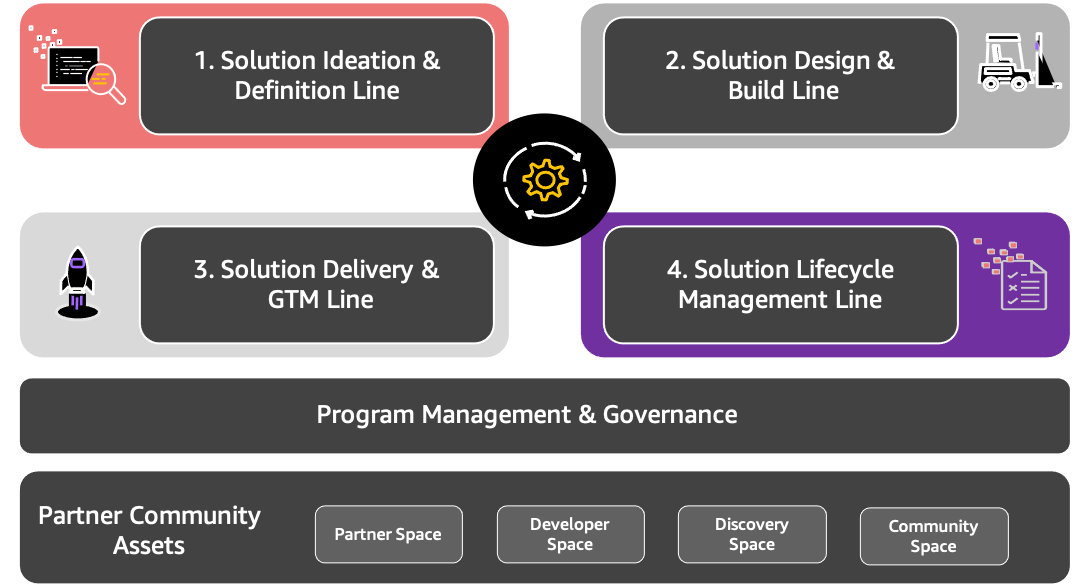 1. Solution Ideation &
Definition Line
2. Solution Design &
Build Line
3. Solution Delivery &
GTM Line
4. Solution Lifecycle
Management Line
Program Management & Governance
Partner Community
Assets
Partner Space
Developer
Space
Discovery
Space
Community
Space